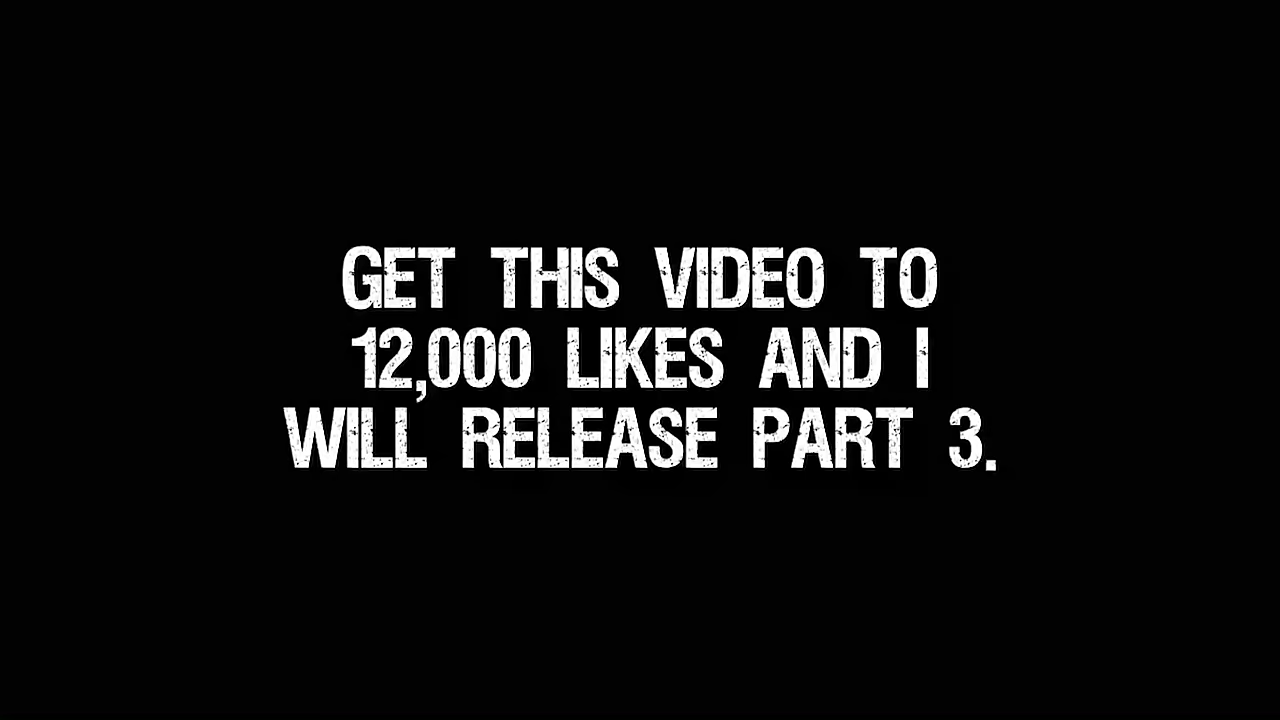 GET THIS VIDEO TO
12,000 LIKES AND I
WILL RELEASE PART 3.